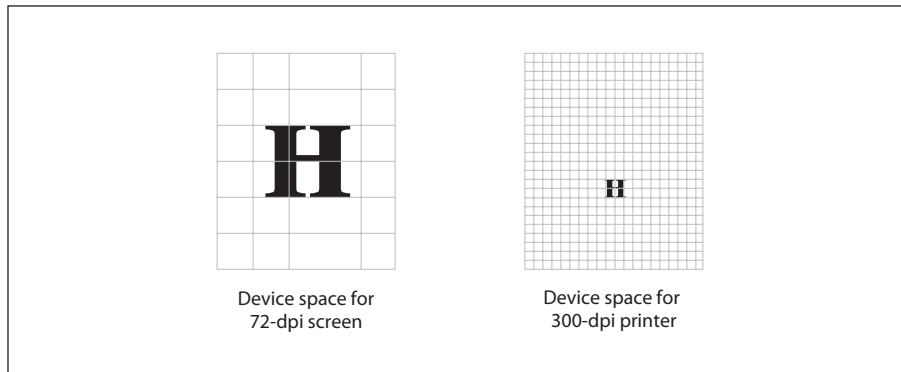 H
H
Device space for
72-dpi screen
Device space for
300-dpi printer